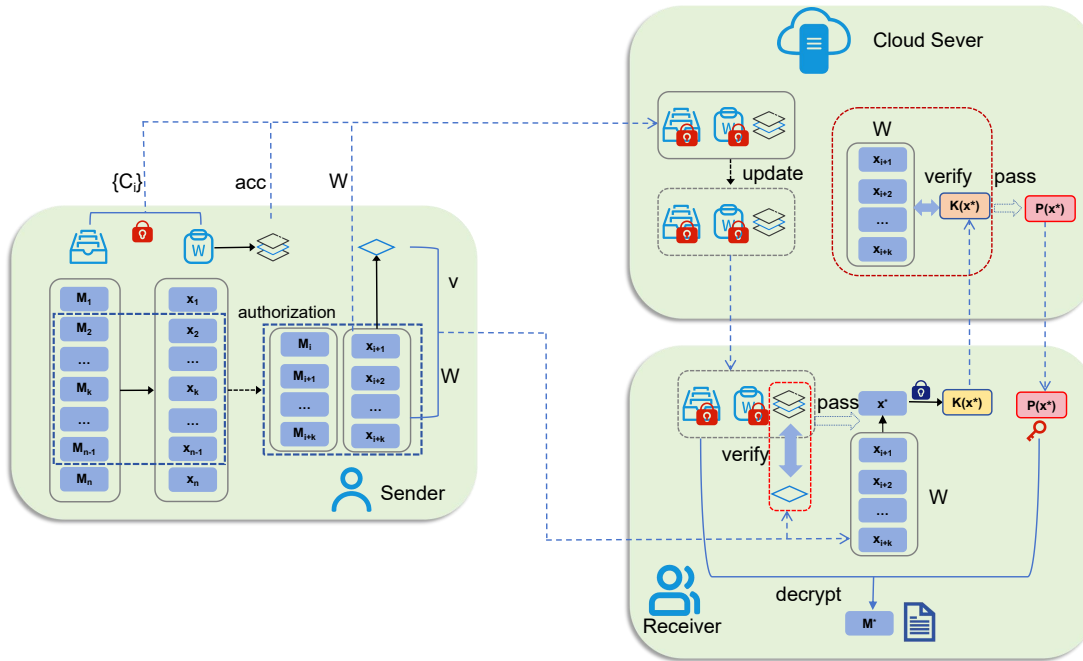 Cloud Sever
W
x_{i+1}
x_{i+2}
...
x_{i+k}
verify
K(x*)
pass
P(x*)
W
W
update
W
{C_i}
acc
W
W
v
W
authorization
M_1
M_2
...
M_k
...
M_{n-1}
M_n
x_1
x_2
...
x_k
...
x_{n-1}
x_n
M_i
M_{i+1}
...
M_{i+k}
x_{i+1}
x_{i+2}
...
x_{i+k}
Sender
W
pass
verify
x*
K(x*)
P(x*)
x_{i+1}
x_{i+2}
...
x_{i+k}
W
decrypt
M*
Receiver